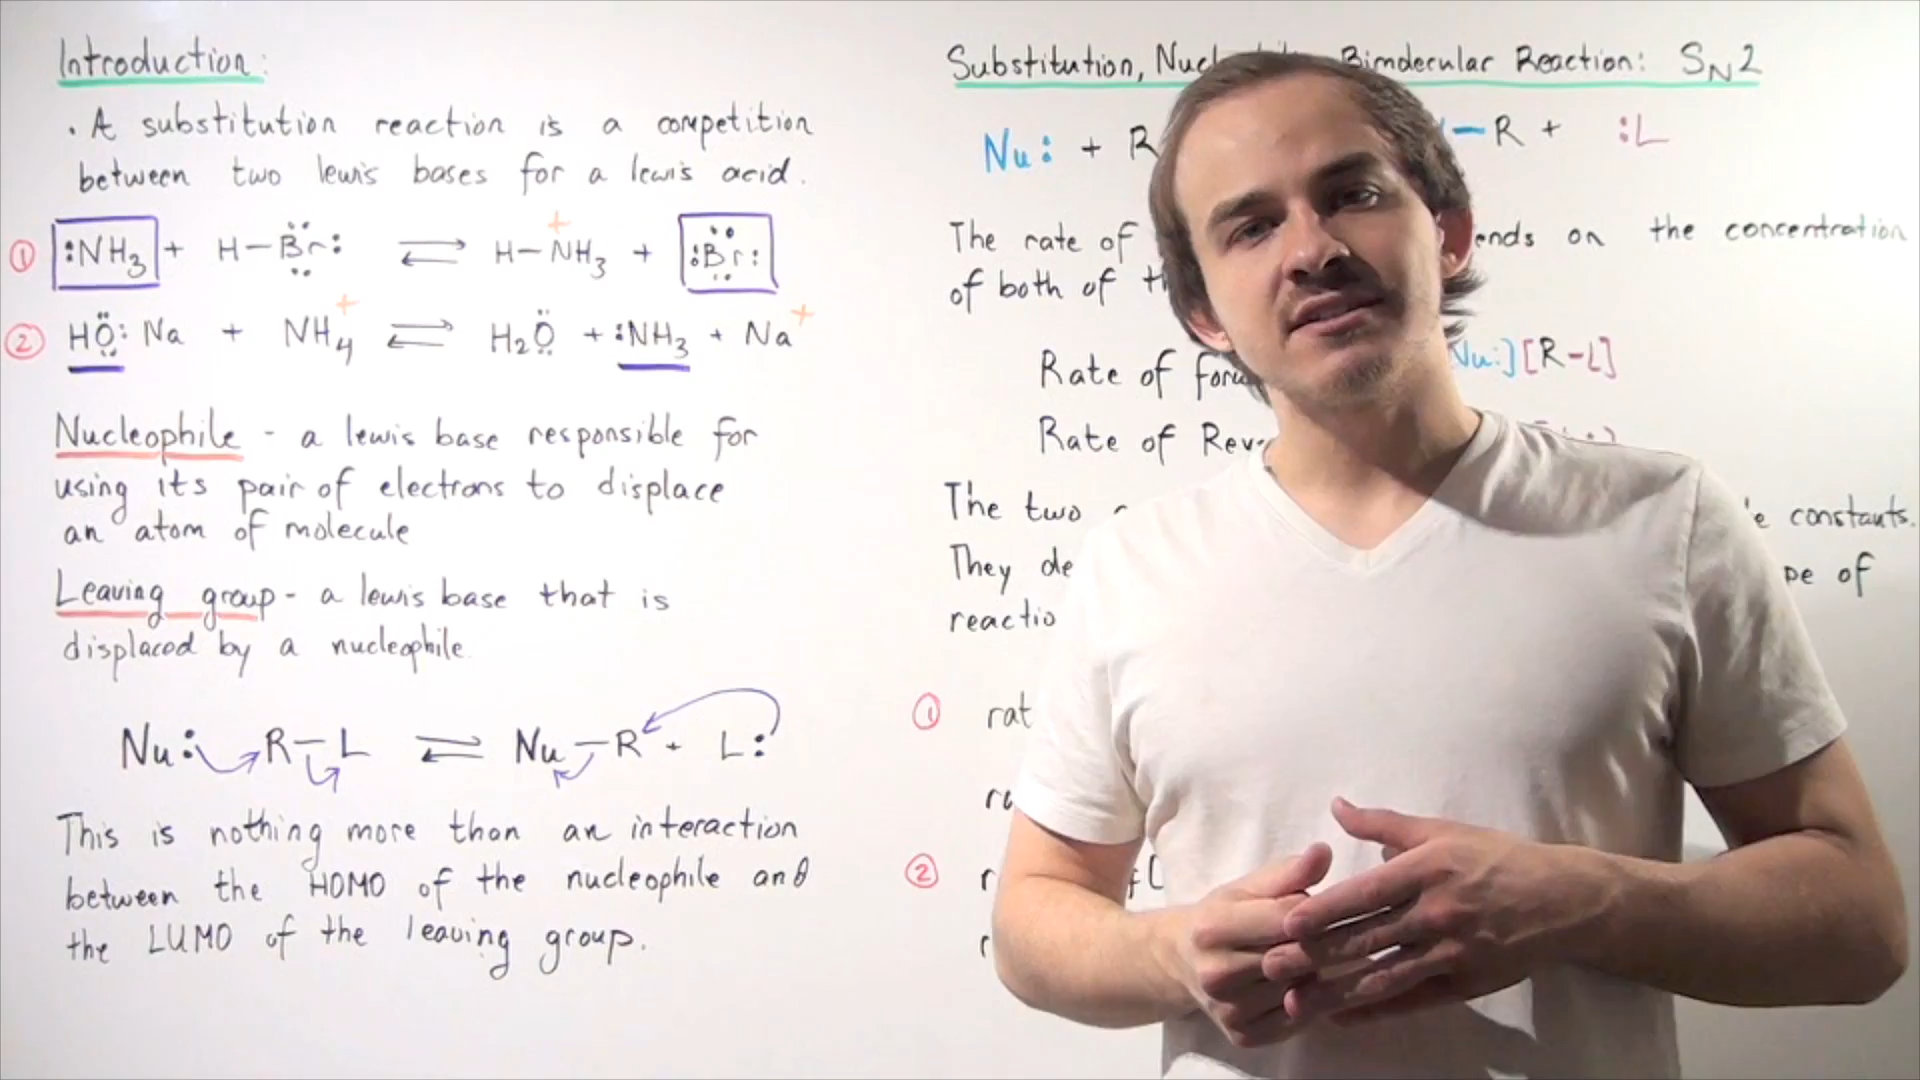 Introduction:
· A substitution reaction is a competition
between two lewis bases for a lewis acid.
① :NH3 + H-Br: ⇌ H-NH3 + + :Br:
② HO: Na + NH4+ ⇌ H2O + :NH3 + Na+
Nucleophile - a lewis base responsible for
using its pair of electrons to displace
an atom of molecule
Leaving group - a lewis base that is
displaced by a nucleophile.
Nu: R-L ⇌ Nu-R + L:
This is nothing more than an interaction
between the HOMO of the nucleophile and
the LUMO of the leaving group.
Substitution, Bimolecular Reaction: SN2
Nu: + R -R + :L
The rate of on the concentration
of both of
Rate of [R-L]
Rate of
The two constants.
They of
①
②